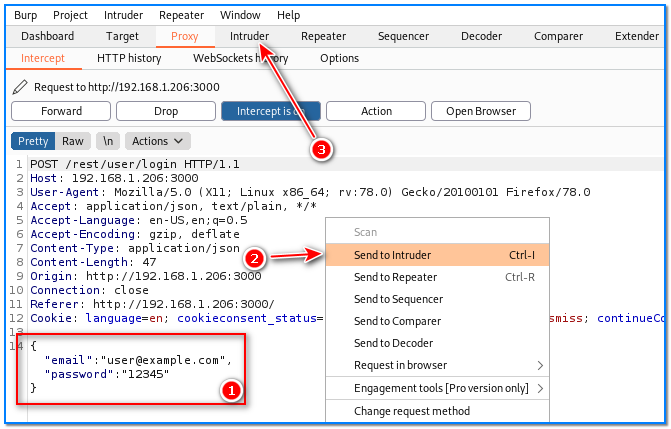 Burp Project Intruder Repeater Window Help
Dashboard Target Proxy Intruder Repeater Sequencer Decoder Comparer Extender
Intercept HTTP history WebSockets history Options
Request to http://192.168.1.206:3000
Forward Drop Intercept is on Action Open Browser
3
Pretty Raw \n Actions
1 POST /rest/user/login HTTP/1.1
2 Host: 192.168.1.206:3000
3 User-Agent: Mozilla/5.0 (X11; Linux x86_64; rv:78.0) Gecko/20100101 Firefox/78.0
4 Accept: application/json, text/plain, */*
5 Accept-Language: en-US,en;q=0.5
6 Accept-Encoding: gzip, deflate
7 Content-Type: application/json
8 Content-Length: 47
9 Origin: http://192.168.1.206:3000
10 Connection: close
11 Referer: http://192.168.1.206:3000/
12 Cookie: language=en; cookieconsent_status= smiss; continueCo
13
14 {
"email":"user@example.com",
"password":"12345"
}
1
Scan
2
Send to Intruder Ctrl-I
Send to Repeater Ctrl-R
Send to Sequencer
Send to Comparer
Send to Decoder
Request in browser
Engagement tools [Pro version only]
Change request method